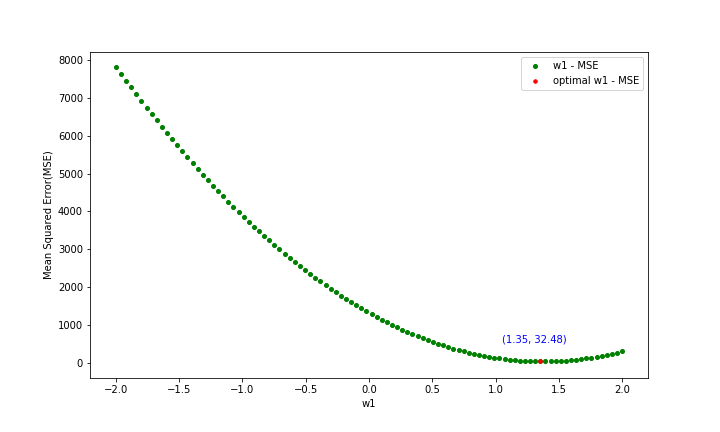 8000
7000
6000
5000
4000
3000
2000
1000
0
Mean Squared Error(MSE)
w1 - MSE
optimal w1 - MSE
(1.35, 32.48)
−2.0 −1.5 −1.0 −0.5 0.0 0.5 1.0 1.5 2.0
w1